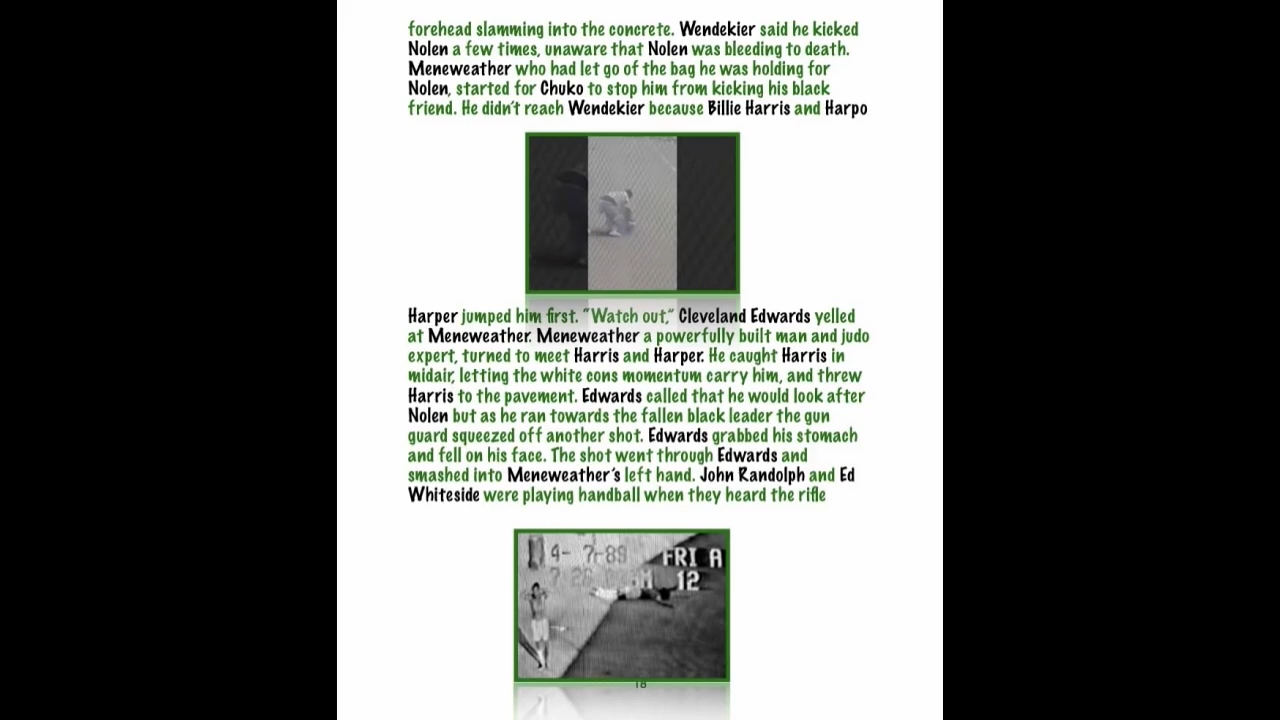 forehead slamming into the concrete. Wendekier said he kicked
Nolen a few times, unaware that Nolen was bleeding to death.
Meneweather who had let go of the bag he was holding for
Nolen, started for Chuko to stop him from kicking his black
friend. He didn't reach Wendekier because Billie Harris and Harpo
Harper jumped him first. "Watch out," Cleveland Edwards yelled
at Meneweather. Meneweather a powerfully built man and judo
expert, turned to meet Harris and Harper. He caught Harris in
midair, letting the white cons momentum carry him, and threw
Harris to the pavement. Edwards called that he would look after
Nolen but as he ran towards the fallen black leader the gun
guard squeezed off another shot. Edwards grabbed his stomach
and fell on his face. The shot went through Edwards and
smashed into Meneweather's left hand. John Randolph and Ed
Whiteside were playing handball when they heard the rifle
4- 7-89 FRI A
12
18